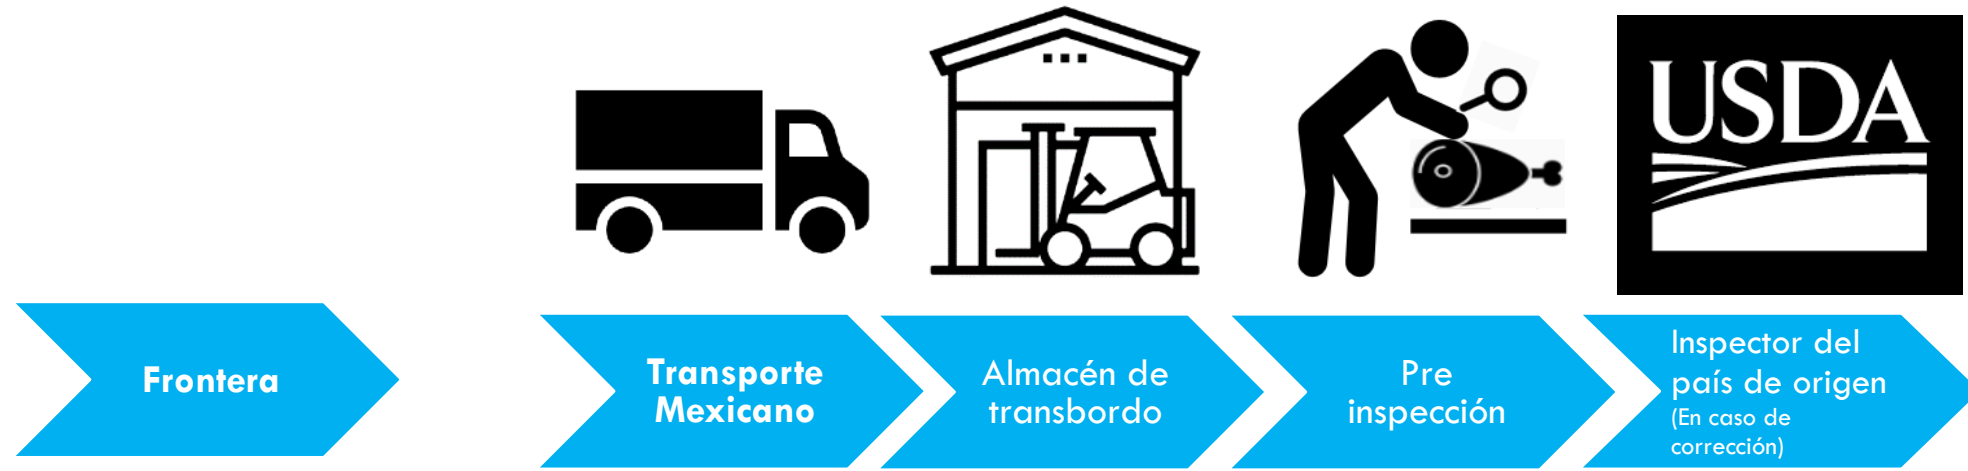 USDA
Frontera
Transporte
Mexicano
Almacén de
transbordo
Pre
inspección
Inspector del
país de origen
(En caso de
corrección)